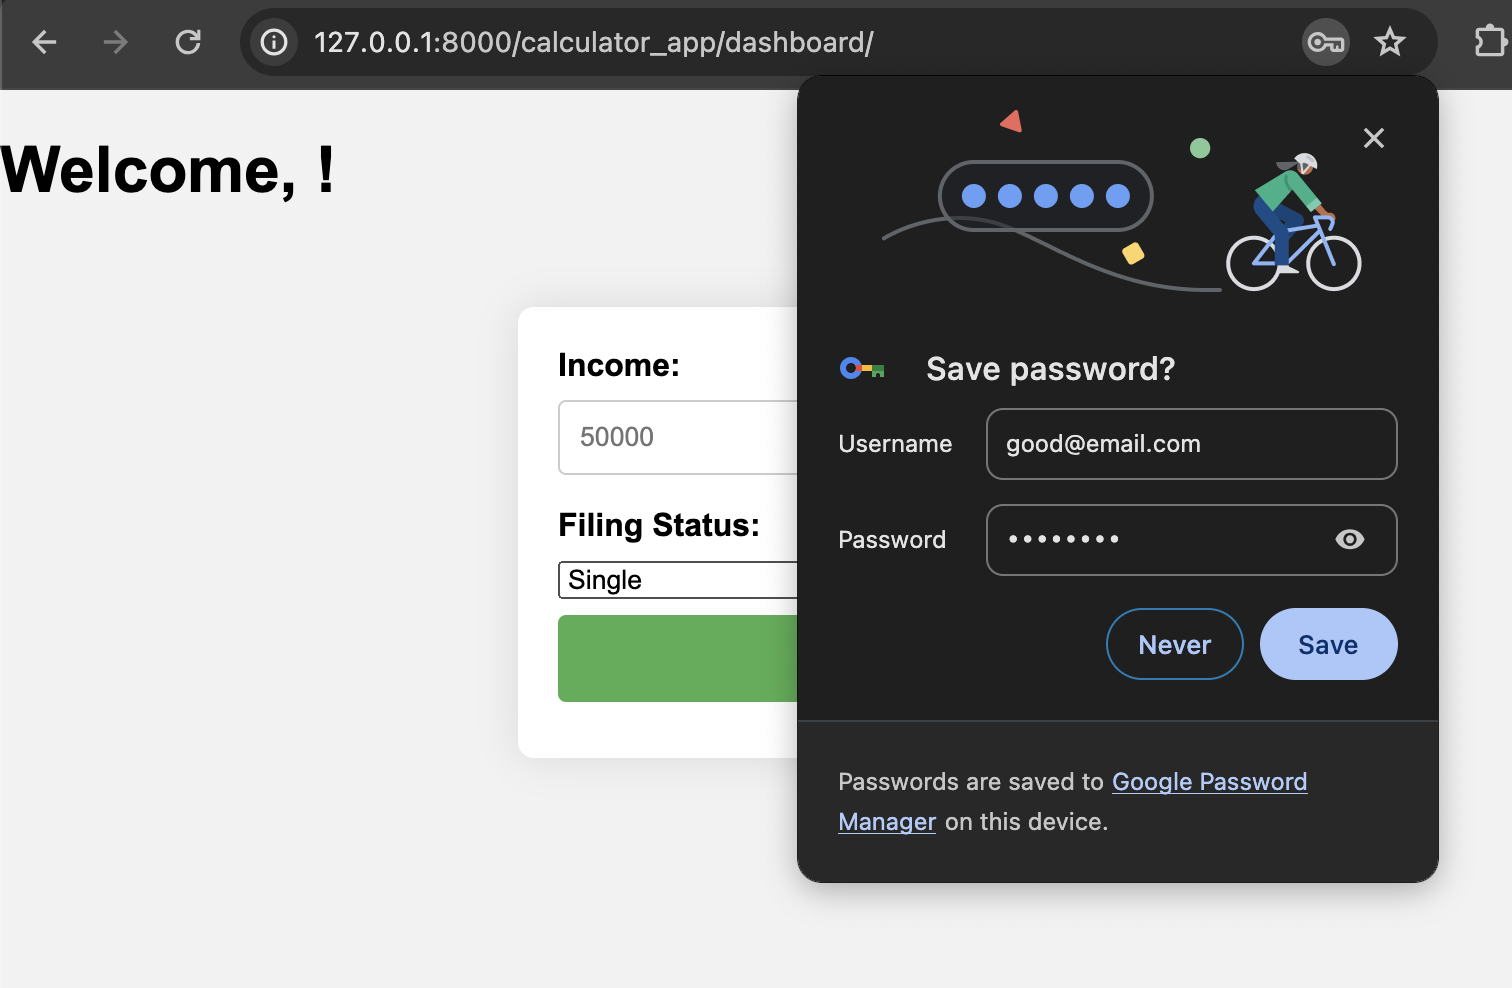 127.0.0.1:8000/calculator_app/dashboard/
Welcome, !
Income:
50000
Filing Status:
Single
Save password?
Username
good@email.com
Password
••••••••
Never
Save
Passwords are saved to Google Password
Manager on this device.